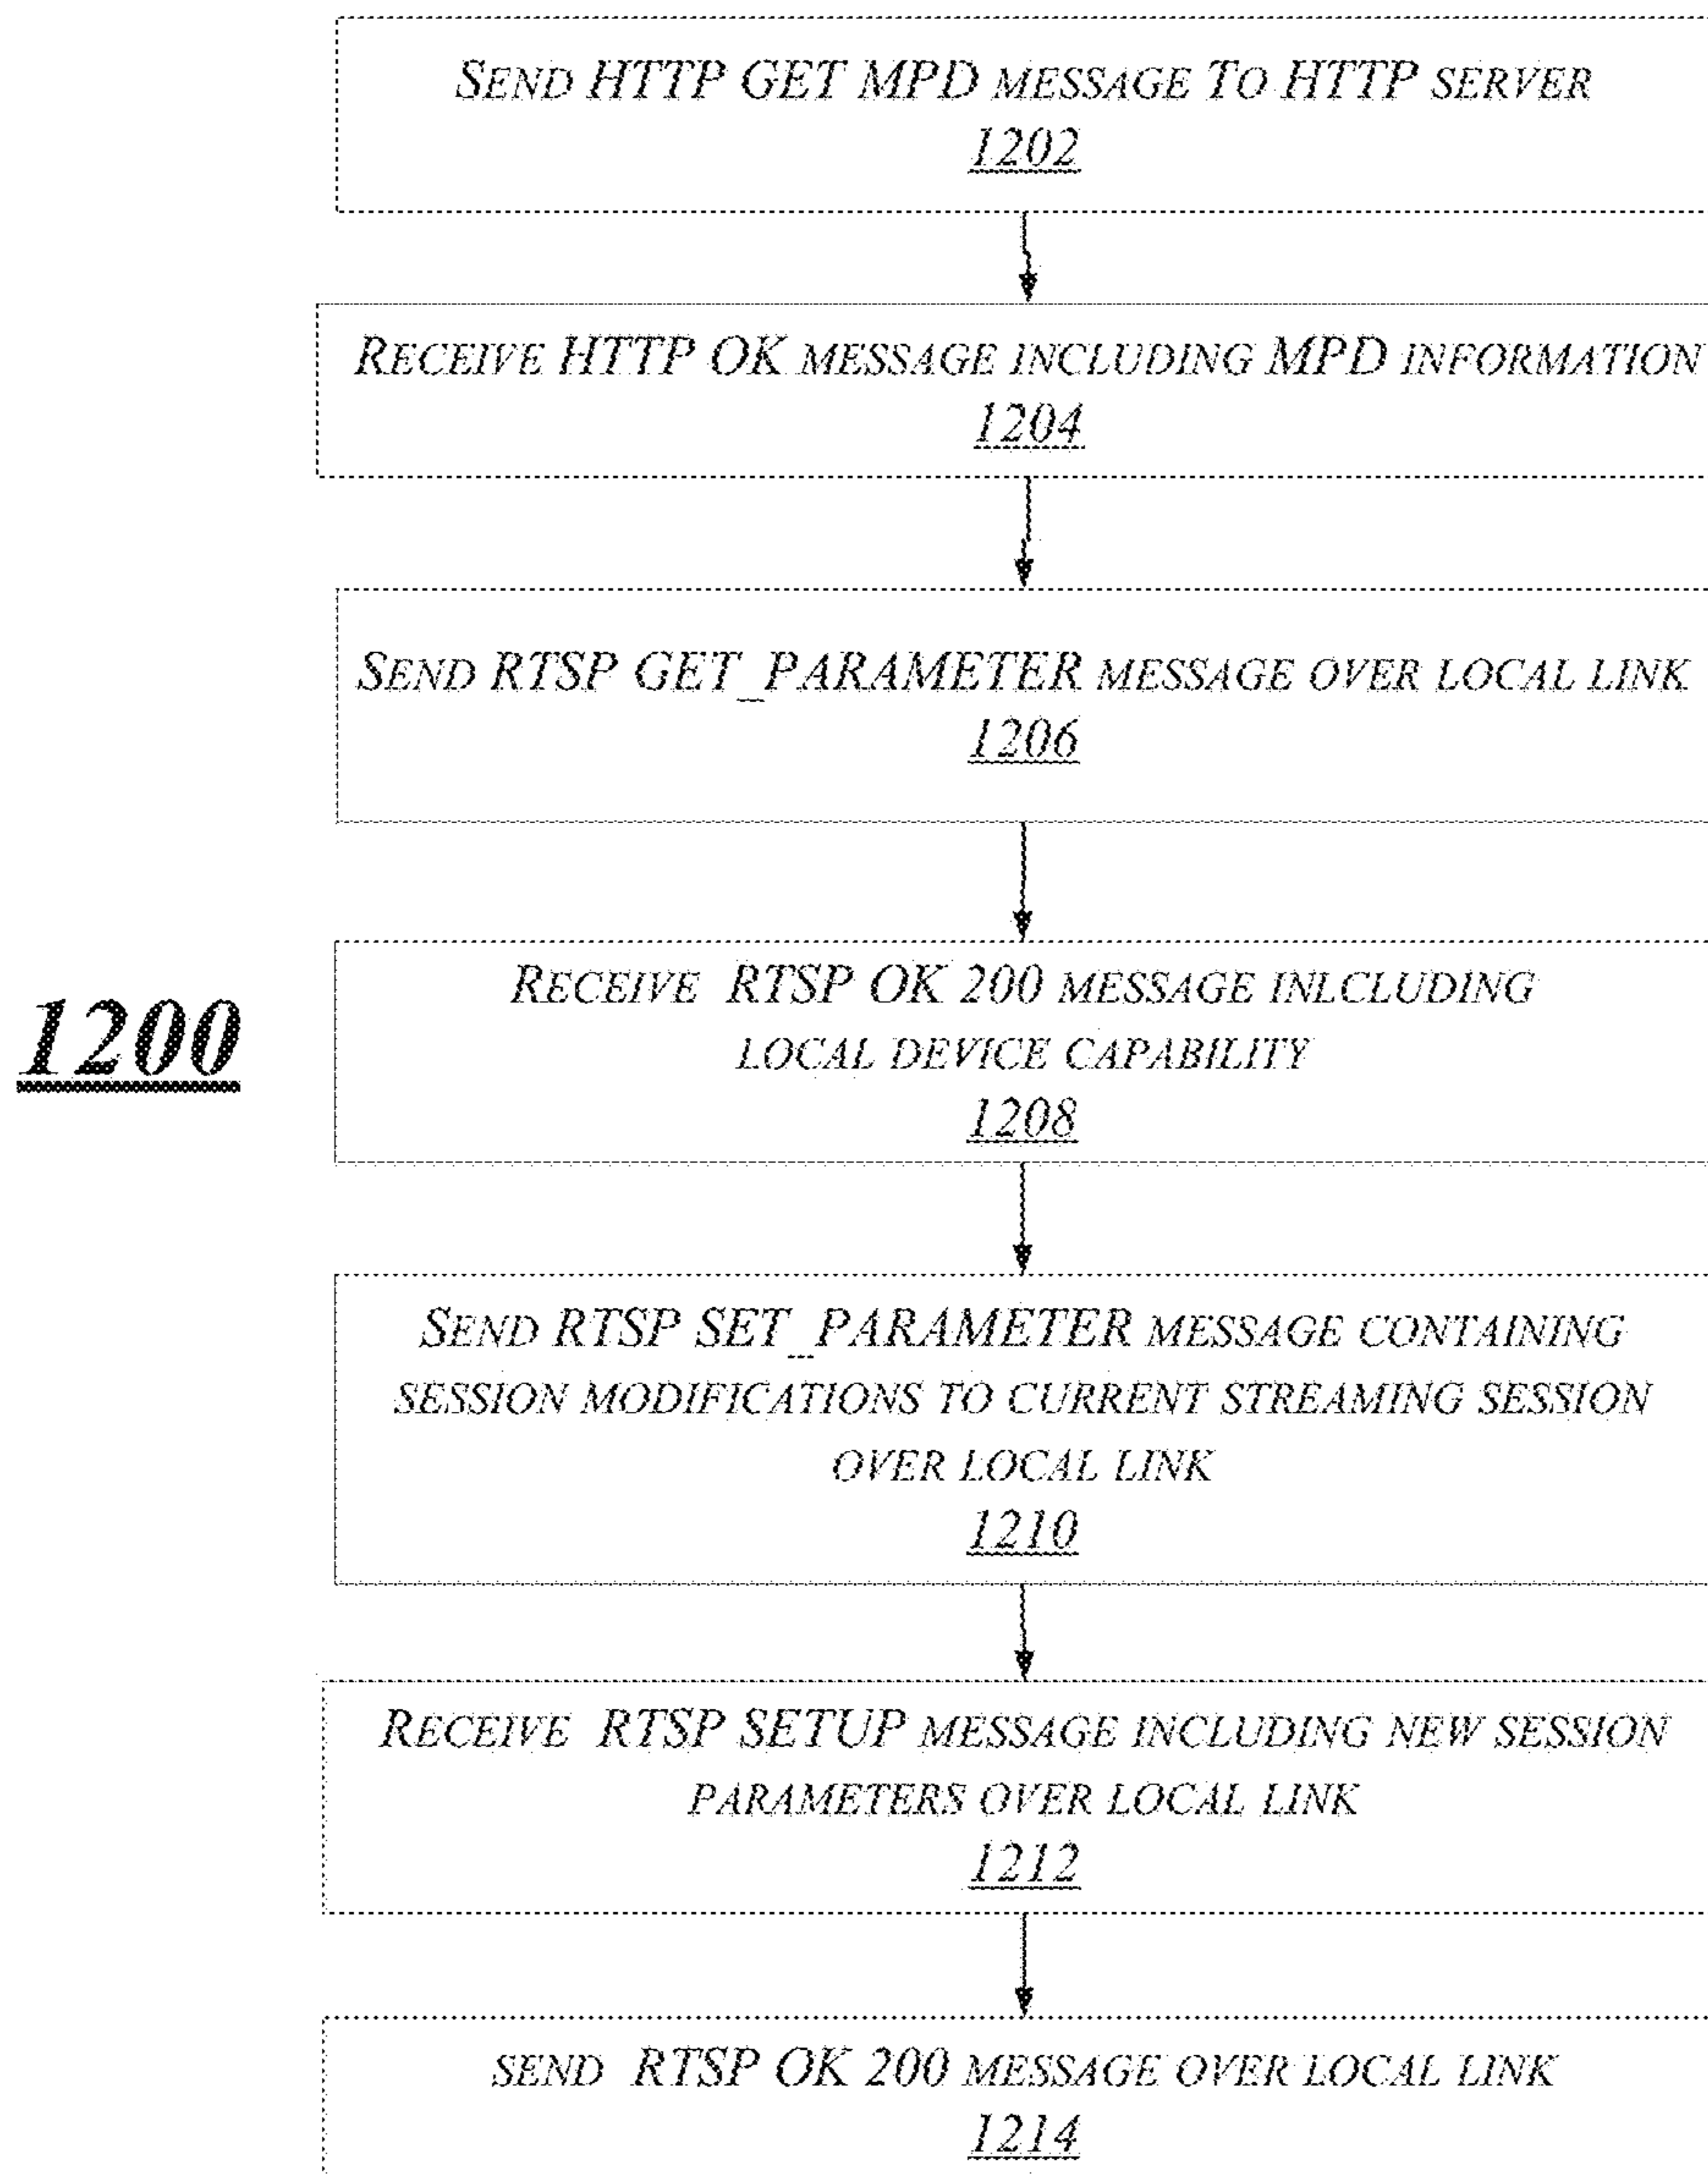 SEND HTTP GET MPD MESSAGE TO HTTP SERVER
1202
RECEIVE HTTP OK MESSAGE INCLUDING MPD INFORMATION
1204
SEND RTSP GET_PARAMETER MESSAGE OVER LOCAL LINK
1206
RECEIVE RTSP OK 200 MESSAGE INLCLUDING
LOCAL DEVICE CAPABILITY
1208
1200
SEND RTSP SET_PARAMETER MESSAGE CONTAINING
SESSION MODIFICATIONS TO CURRENT STREAMING SESSION
OVER LOCAL LINK
1210
RECEIVE RTSP SETUP MESSAGE INCLUDING NEW SESSION
PARAMETERS OVER LOCAL LINK
1212
SEND RTSP OK 200 MESSAGE OVER LOCAL LINK
1214